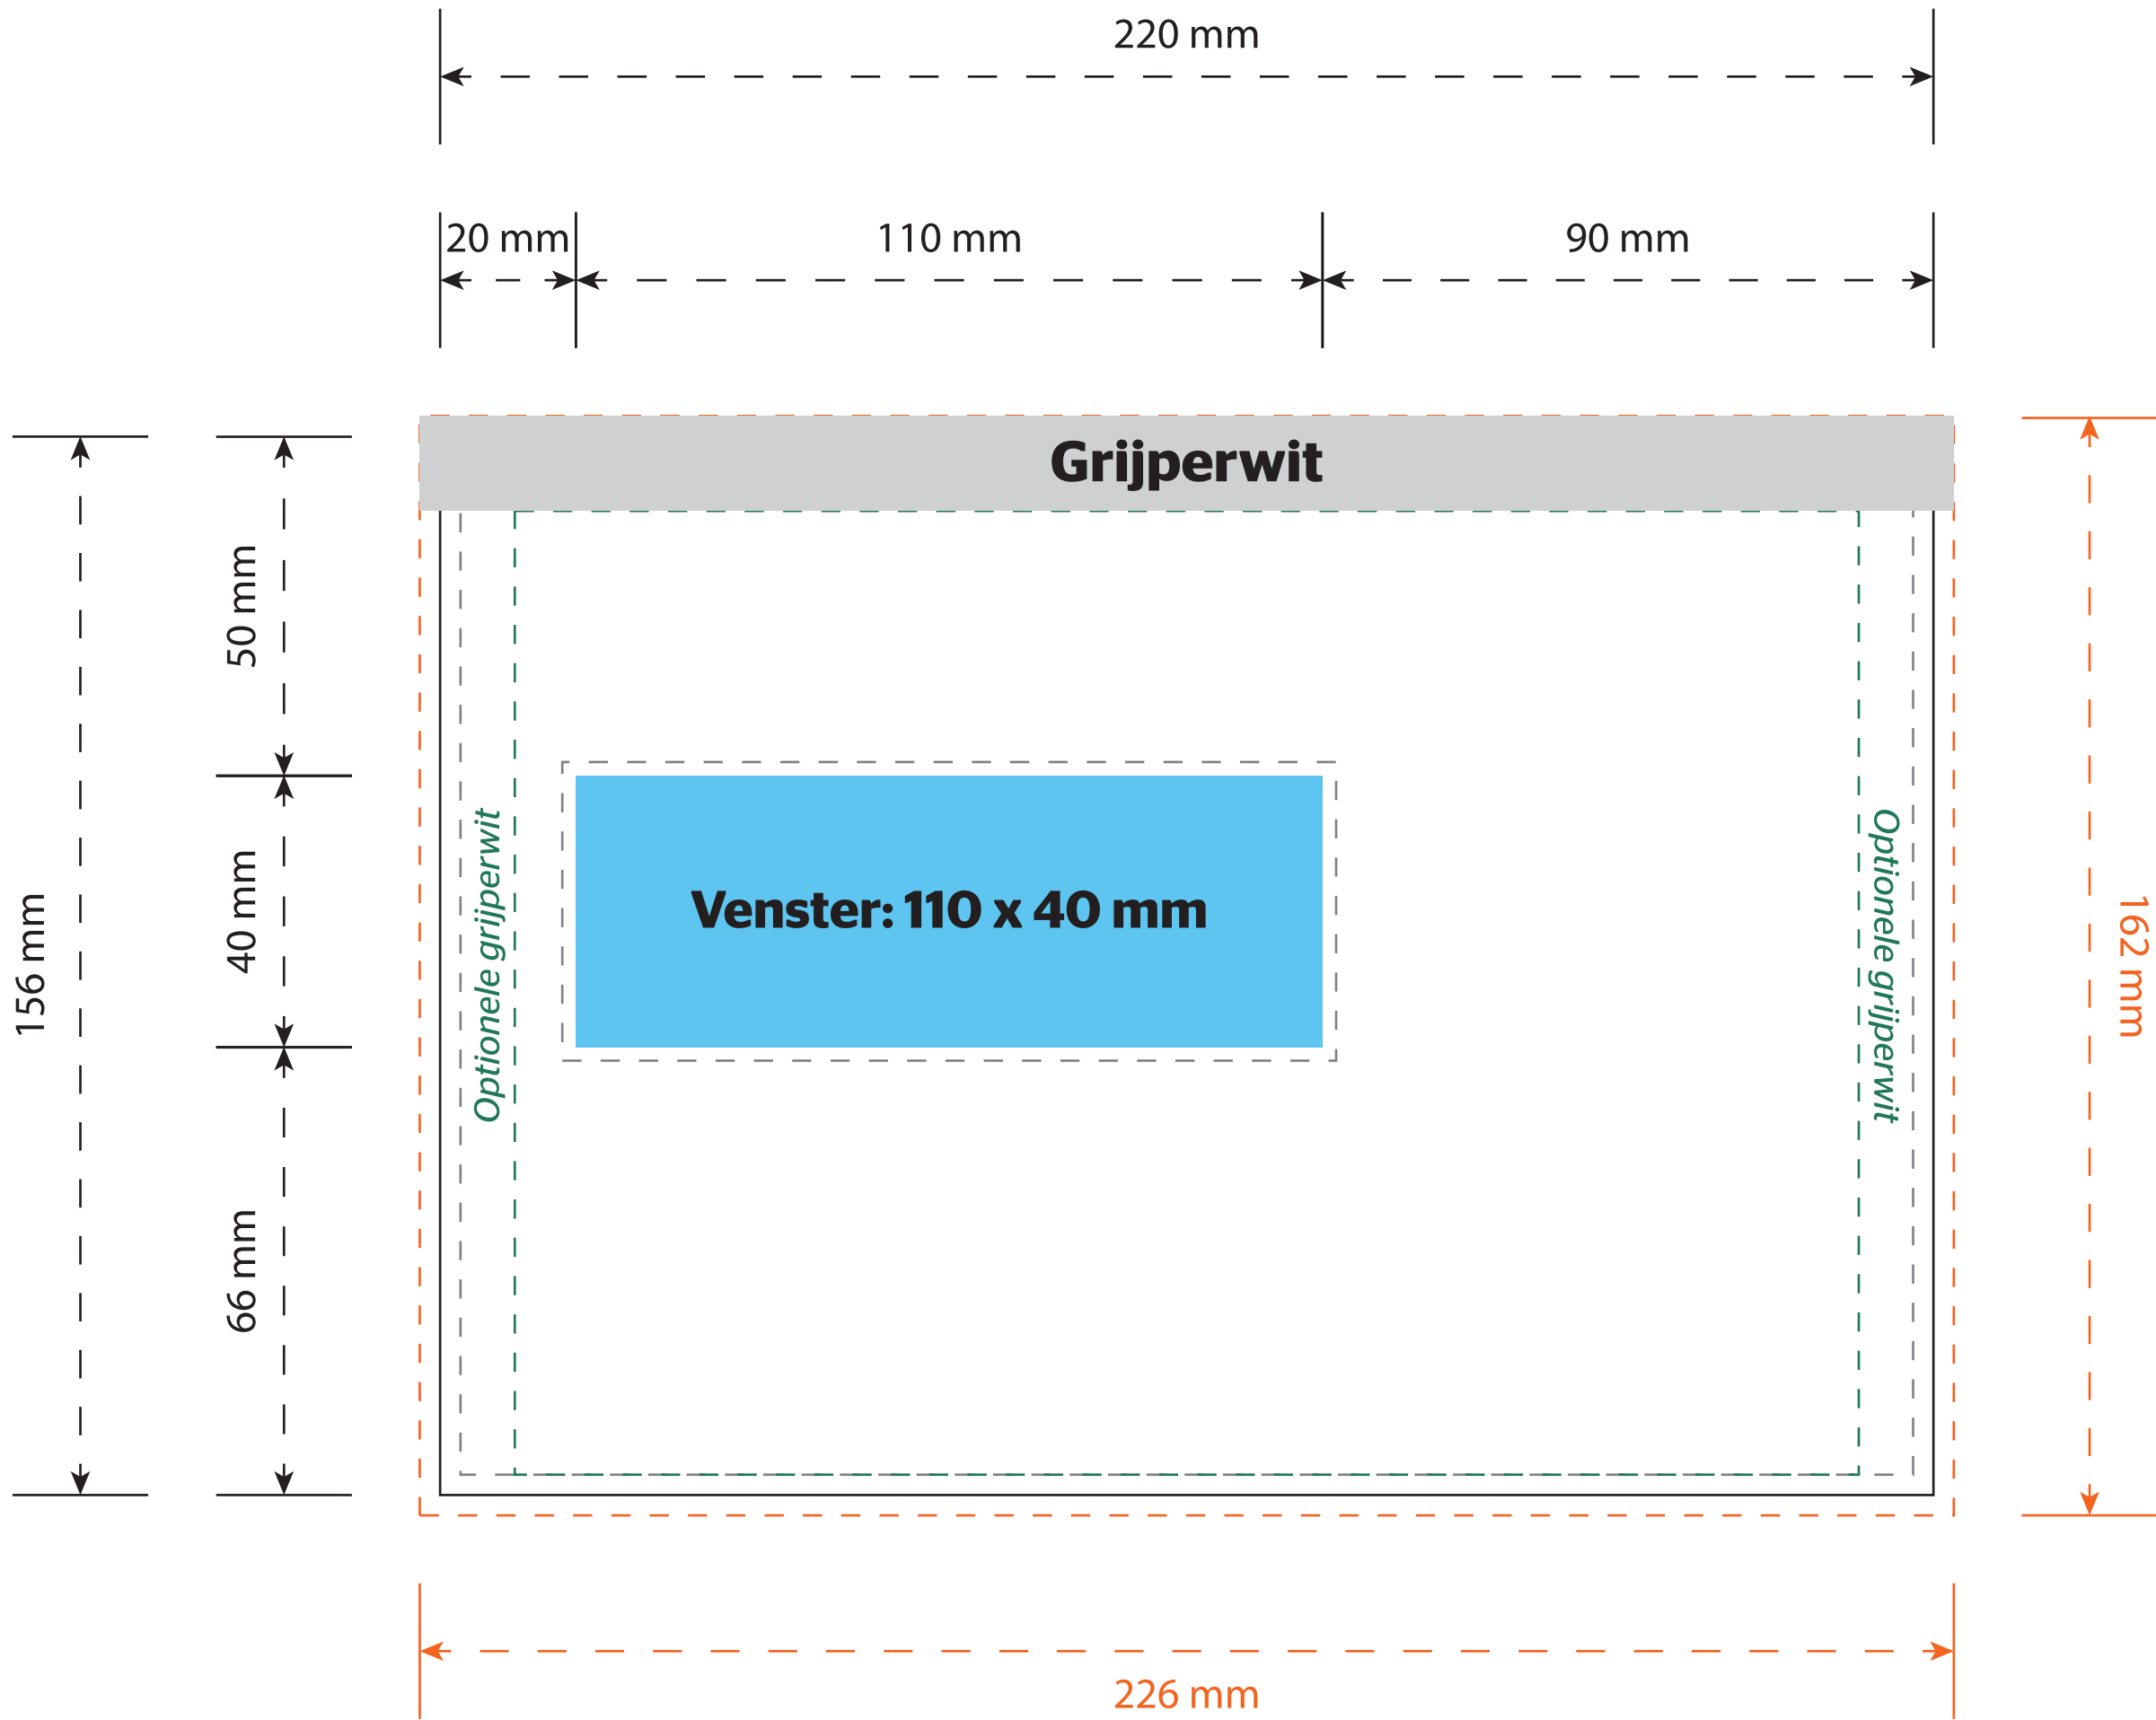 220 mm
20 mm
110 mm
90 mm
Grijperwit
50 mm
40 mm
Venster: 110 x 40 mm
Optionele grijperwit
Optionele grijperwit
156 mm
162 mm
66 mm
226 mm